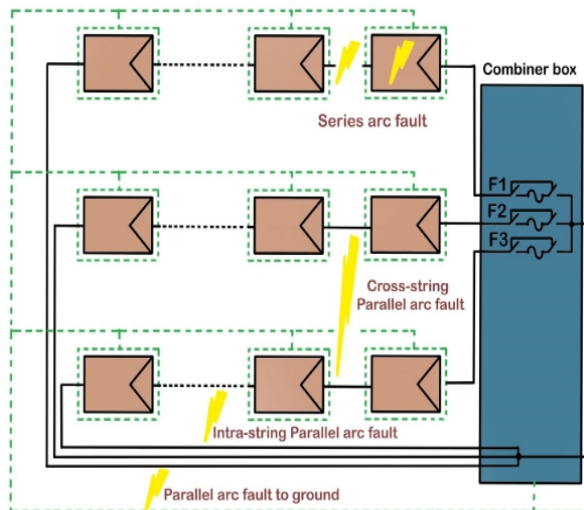 Combiner box
Series arc fault
F1
F2
F3
Cross-string
Parallel arc fault
Intra-string Parallel arc fault
Parallel arc fault to ground